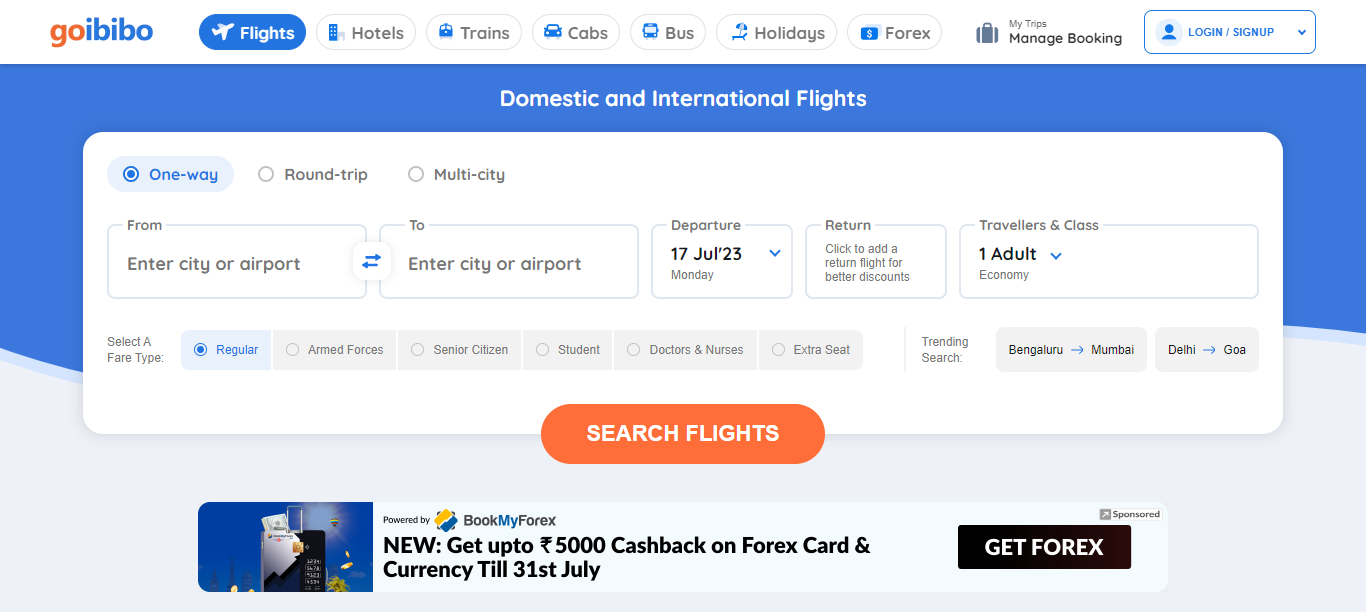 goibibo
Flights
Hotels
Trains
Cabs
Bus
Holidays
Forex
My Trips
Manage Booking
LOGIN / SIGNUP
Domestic and International Flights
One-way
Round-trip
Multi-city
From
Enter city or airport
To
Enter city or airport
Departure
17 Jul'23
Monday
Return
Click to add a
return flight for
better discounts
Travellers & Class
1 Adult
Economy
Select A
Fare Type:
Regular
Armed Forces
Senior Citizen
Student
Doctors & Nurses
Extra Seat
Trending
Search:
Bengaluru → Mumbai
Delhi → Goa
SEARCH FLIGHTS
Powered by BookMyForex
Sponsored
NEW: Get upto ₹5000 Cashback on Forex Card &
Currency Till 31st July
GET FOREX